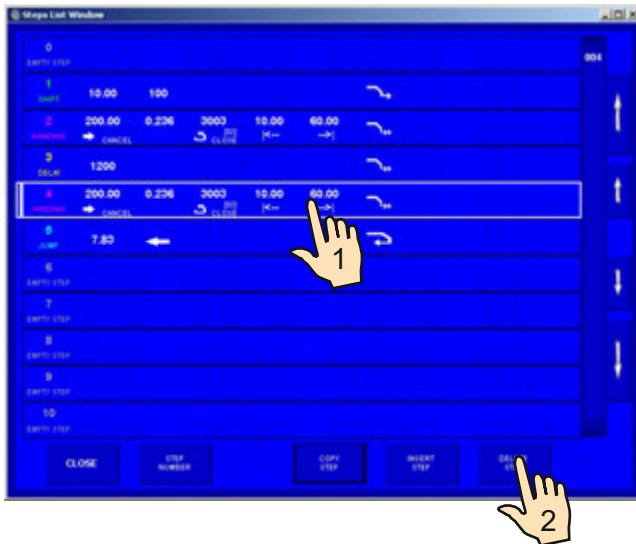 Steps List Window
0
EMPTY STEP
004
1
SHIFT
10.00 100
2
WINDING
200.00 0.236 3003 10.00 60.00
CANCEL CLOSE |<-- -->|
3
DELAY
1200
4
WINDING
200.00 0.236 3003 10.00 60.00
CANCEL CLOSE |<-- -->|
5
JUMP
7.83
6
EMPTY STEP
7
EMPTY STEP
8
EMPTY STEP
9
EMPTY STEP
10
EMPTY STEP
CLOSE
STEP
NUMBER
COPY
STEP
INSERT
STEP
1
2